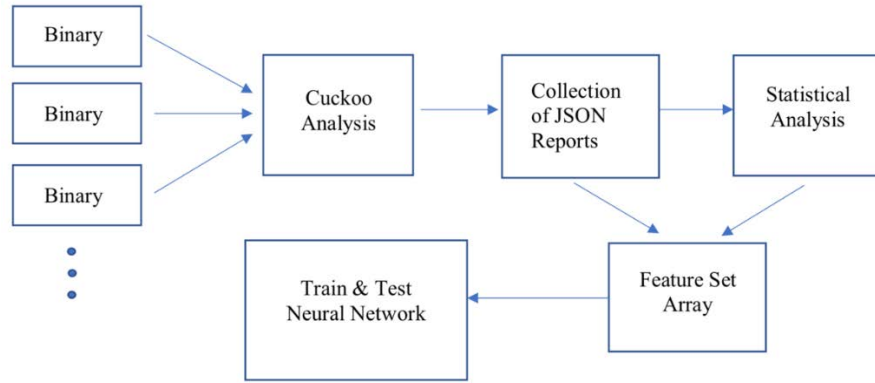 Binary
Binary
Binary
Cuckoo
Analysis
Collection
of JSON
Reports
Statistical
Analysis
Train & Test
Neural Network
Feature Set
Array